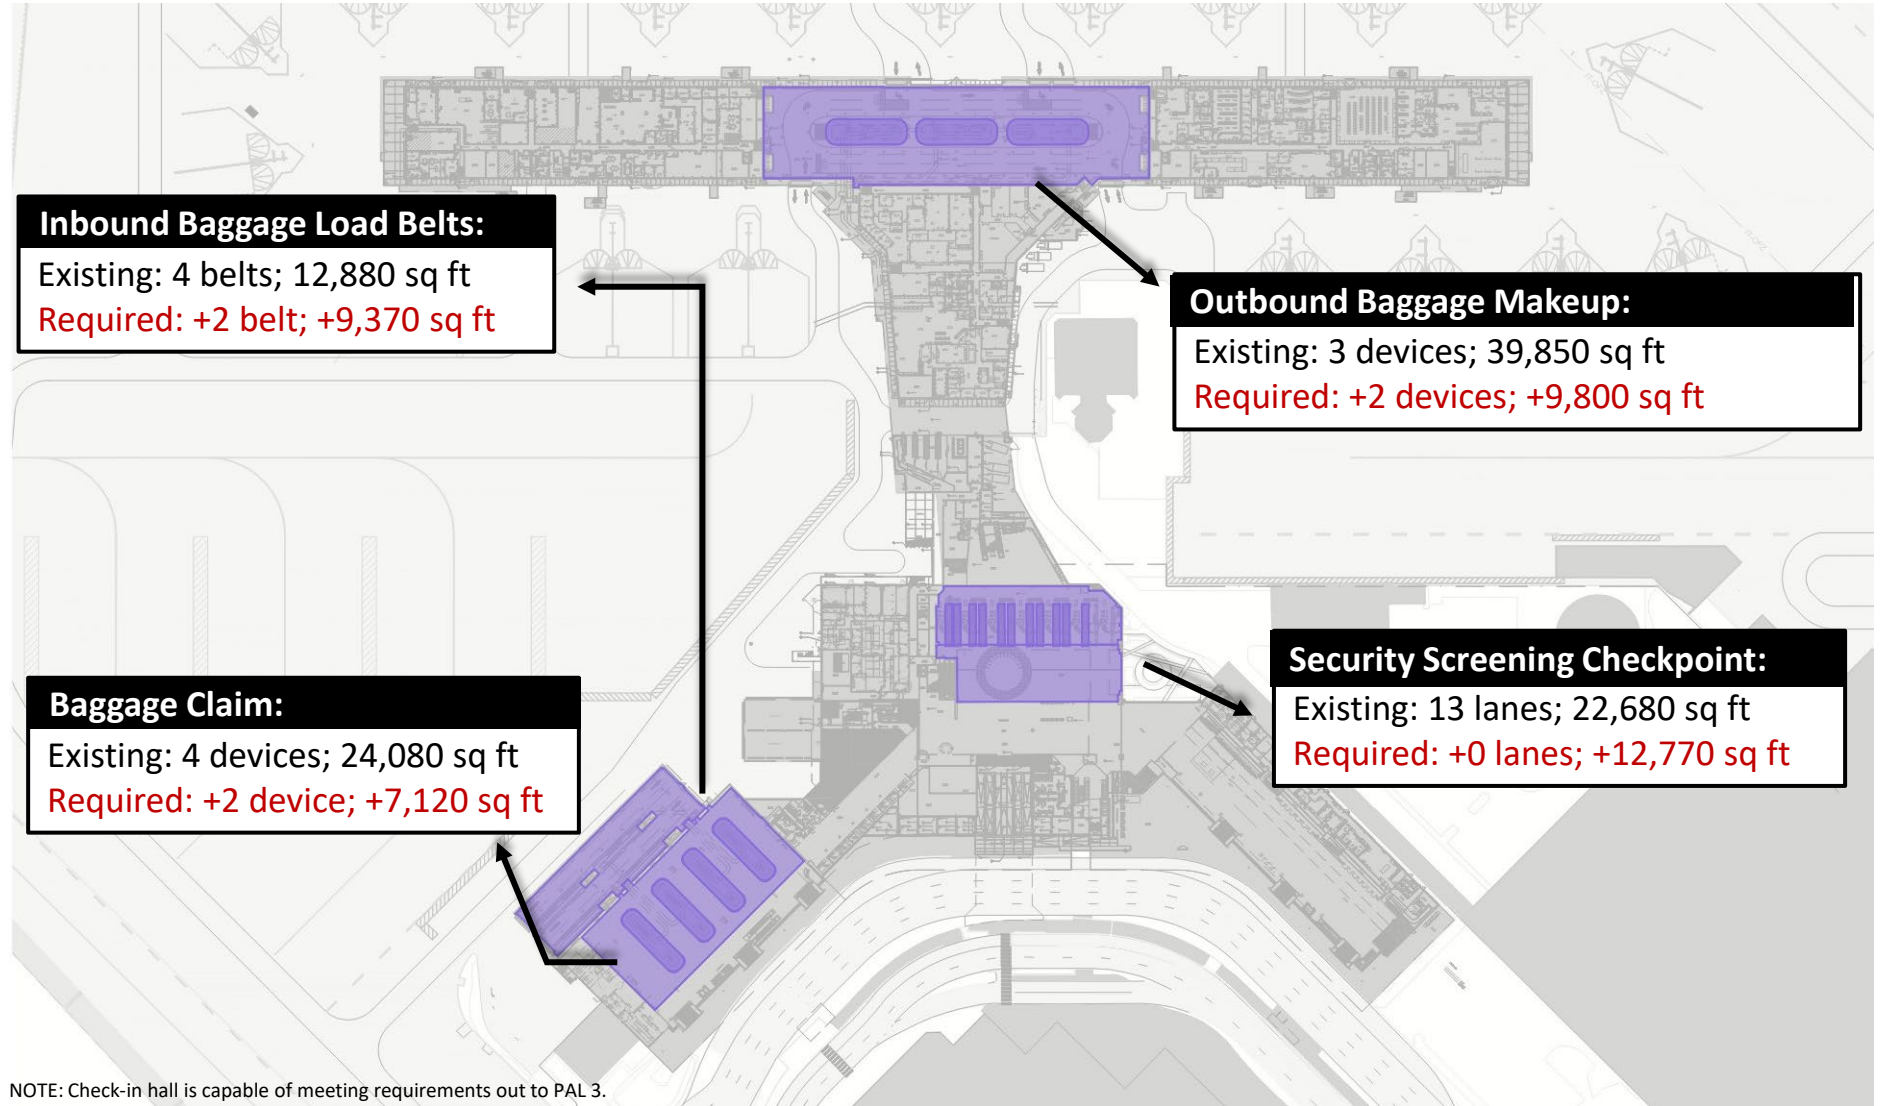 Inbound Baggage Load Belts:
Existing: 4 belts; 12,880 sq ft
Required: +2 belt; +9,370 sq ft
Outbound Baggage Makeup:
Existing: 3 devices; 39,850 sq ft
Required: +2 devices; +9,800 sq ft
Security Screening Checkpoint:
Existing: 13 lanes; 22,680 sq ft
Required: +0 lanes; +12,770 sq ft
Baggage Claim:
Existing: 4 devices; 24,080 sq ft
Required: +2 device; +7,120 sq ft
NOTE: Check-in hall is capable of meeting requirements out to PAL 3.